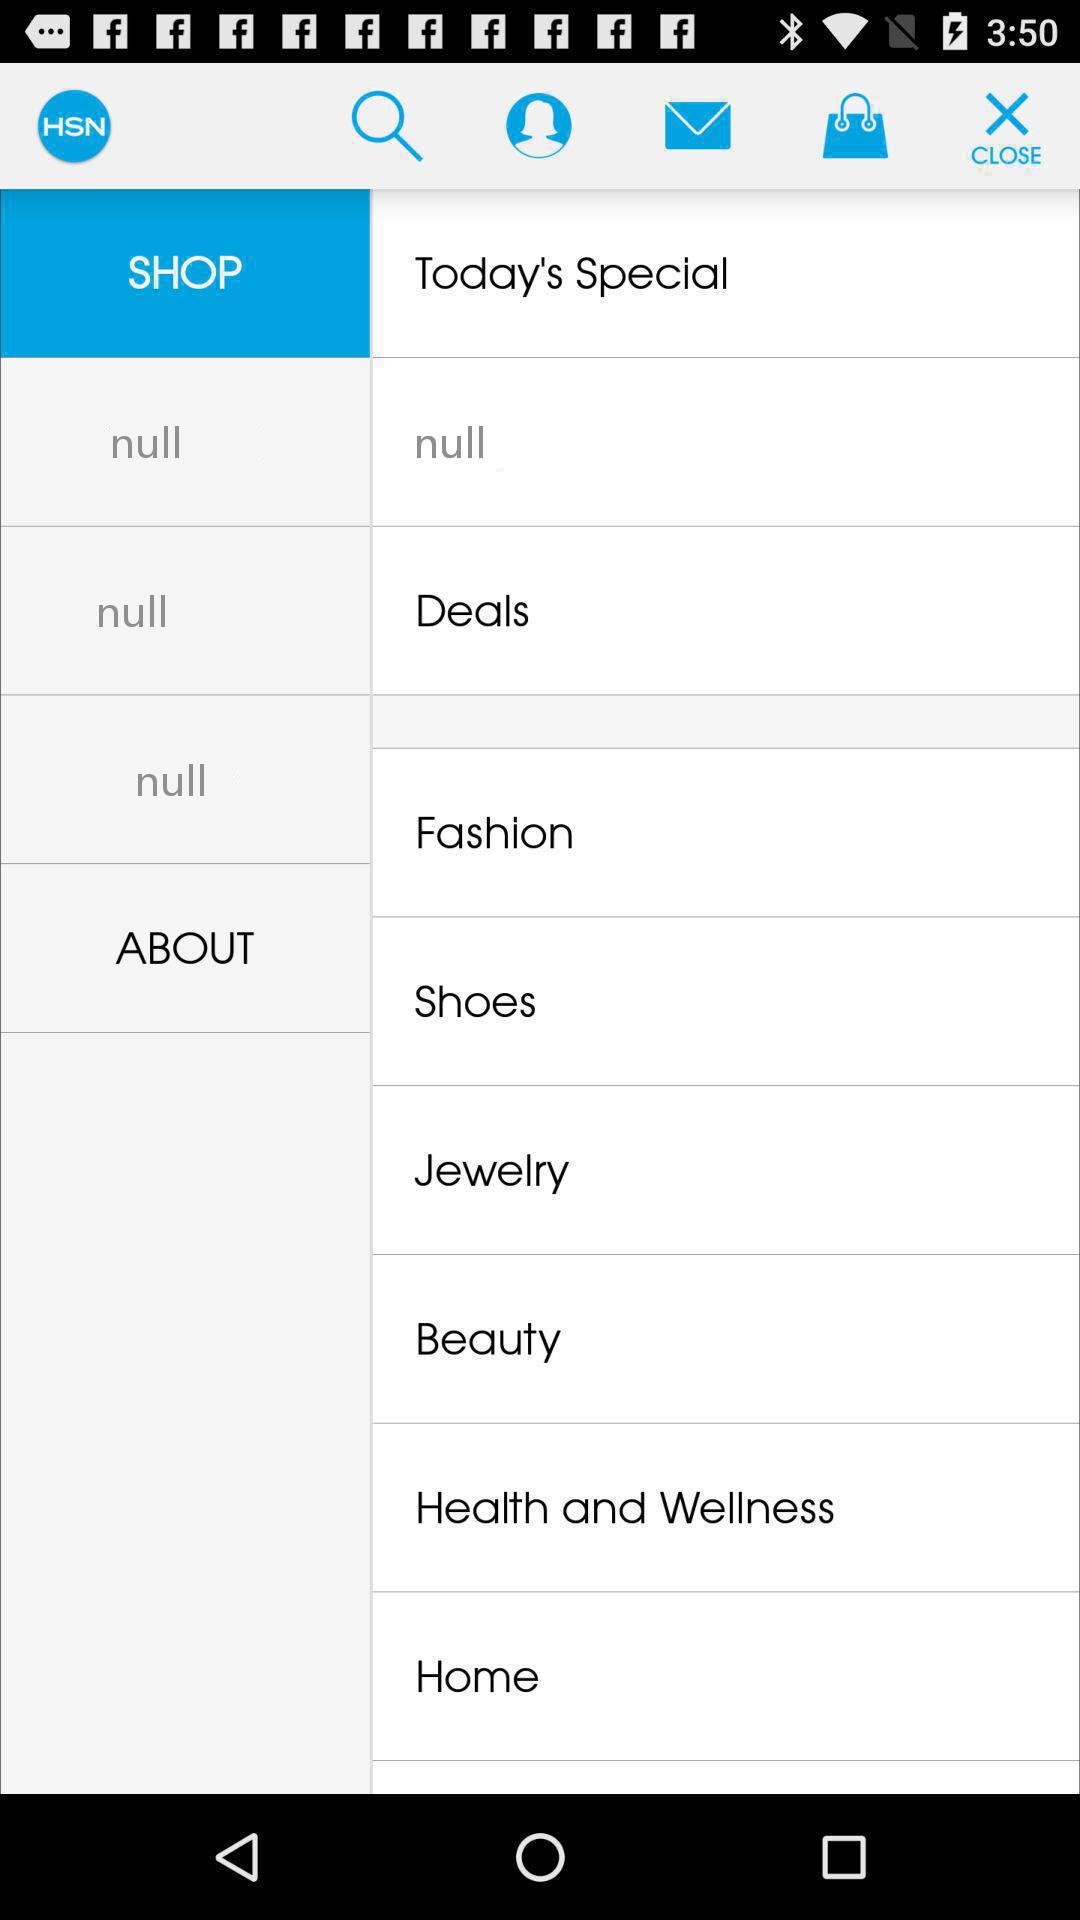 3:50
HSN
CLOSE
SHOP
null
null
null
ABOUT
Today's Special
null
Deals
Fashion
Shoes
Jewelry
Beauty
Health and Wellness
Home